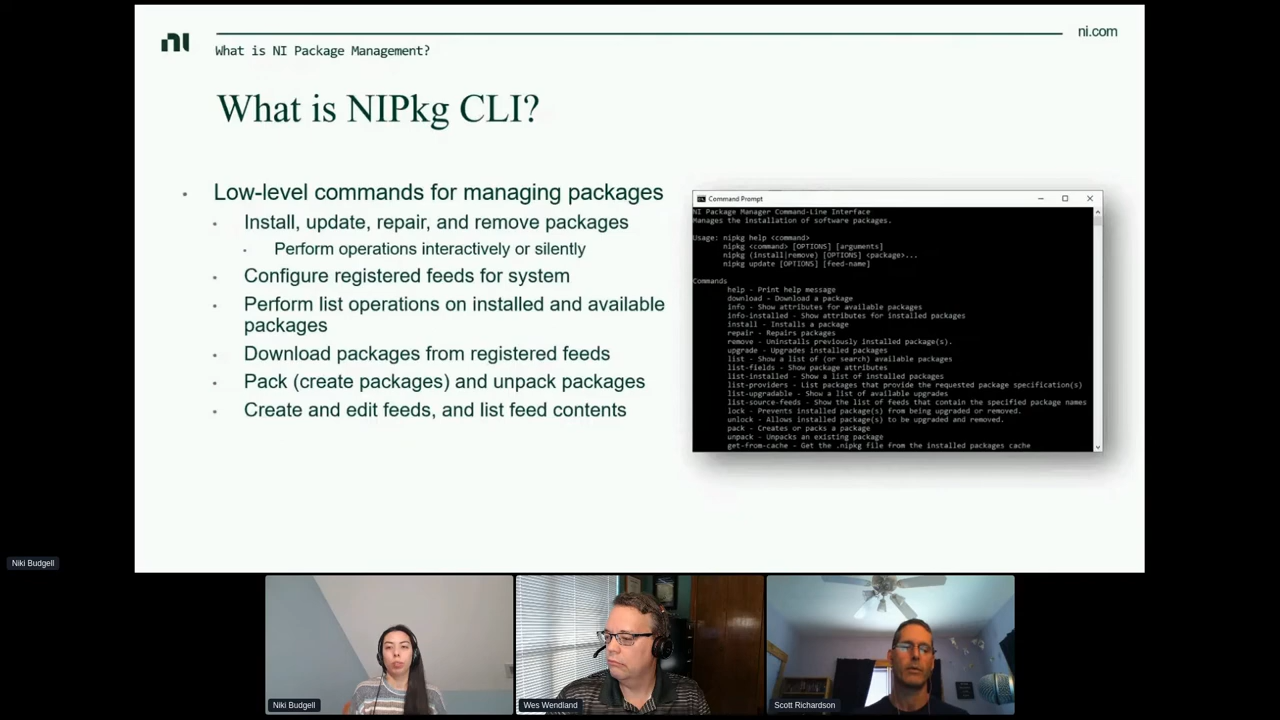 ni
What is NI Package Management?
ni.com
What is NIPkg CLI?
Low-level commands for managing packages
Install, update, repair, and remove packages
Perform operations interactively or silently
Configure registered feeds for system
Perform list operations on installed and available
packages
Download packages from registered feeds
Pack (create packages) and unpack packages
Create and edit feeds, and list feed contents
Command Prompt
NI Package Manager Command-Line Interface
Manages the installation of software packages.
Usage: nipkg help <command>
nipkg <command> [OPTIONS] [arguments]
nipkg (install|remove) [OPTIONS] <package>...
nipkg update [OPTIONS] [feed-name]
Commands
help - Print help message
download - Download a package
info - Show attributes for available packages
info-installed - Show attributes for installed packages
install - Installs a package
repair - Repairs packages
remove - Uninstalls previously installed package(s).
upgrade - Upgrades installed packages
list - Show a list of (or search) available packages
list-fields - Show package attributes
list-installed - Show a list of installed packages
list-providers - List packages that provide the requested package specification(s)
list-upgradable - Show a list of available upgrades
list-source-feeds - Show the list of feeds that contain the specified package names
lock - Prevents installed package(s) from being upgraded or removed.
unlock - Allows installed package(s) to be upgraded and removed.
pack - Creates or packs a package
unpack - Unpacks an existing package
get-from-cache - Get the .nipkg file from the installed packages cache
Niki Budgell
Niki Budgell
Wes Wendland
Scott Richardson